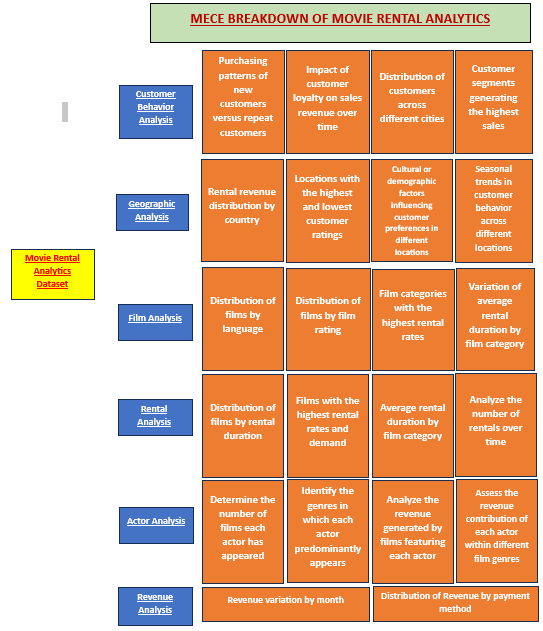 MECE BREAKDOWN OF MOVIE RENTAL ANALYTICS
Movie Rental
Analytics
Dataset
Customer
Behavior
Analysis
Purchasing
patterns of
new
customers
versus repeat
customers
Impact of
customer
loyalty on sales
revenue over
time
Distribution of
customers
across
different cities
Customer
segments
generating
the highest
sales
Geographic
Analysis
Rental revenue
distribution by
country
Locations with
the highest
and lowest
customer
ratings
Cultural or
demographic
factors
influencing
customer
preferences in
different
locations
Seasonal
trends in
customer
behavior
across
different
locations
Film Analysis
Distribution of
films by
language
Distribution of
films by film
rating
Film categories
with the
highest rental
rates
Variation of
average
rental
duration by
film category
Rental
Analysis
Distribution of
films by rental
duration
Films with the
highest rental
rates and
demand
Average rental
duration by
film category
Analyze the
number of
rentals over
time
Actor Analysis
Determine the
number of
films each
actor has
appeared
Identify the
genres in
which each
actor
predominantly
appears
Analyze the
revenue
generated by
films featuring
each actor
Assess the
revenue
contribution of
each actor
within different
film genres
Revenue
Analysis
Revenue variation by month
Distribution of Revenue by payment
method